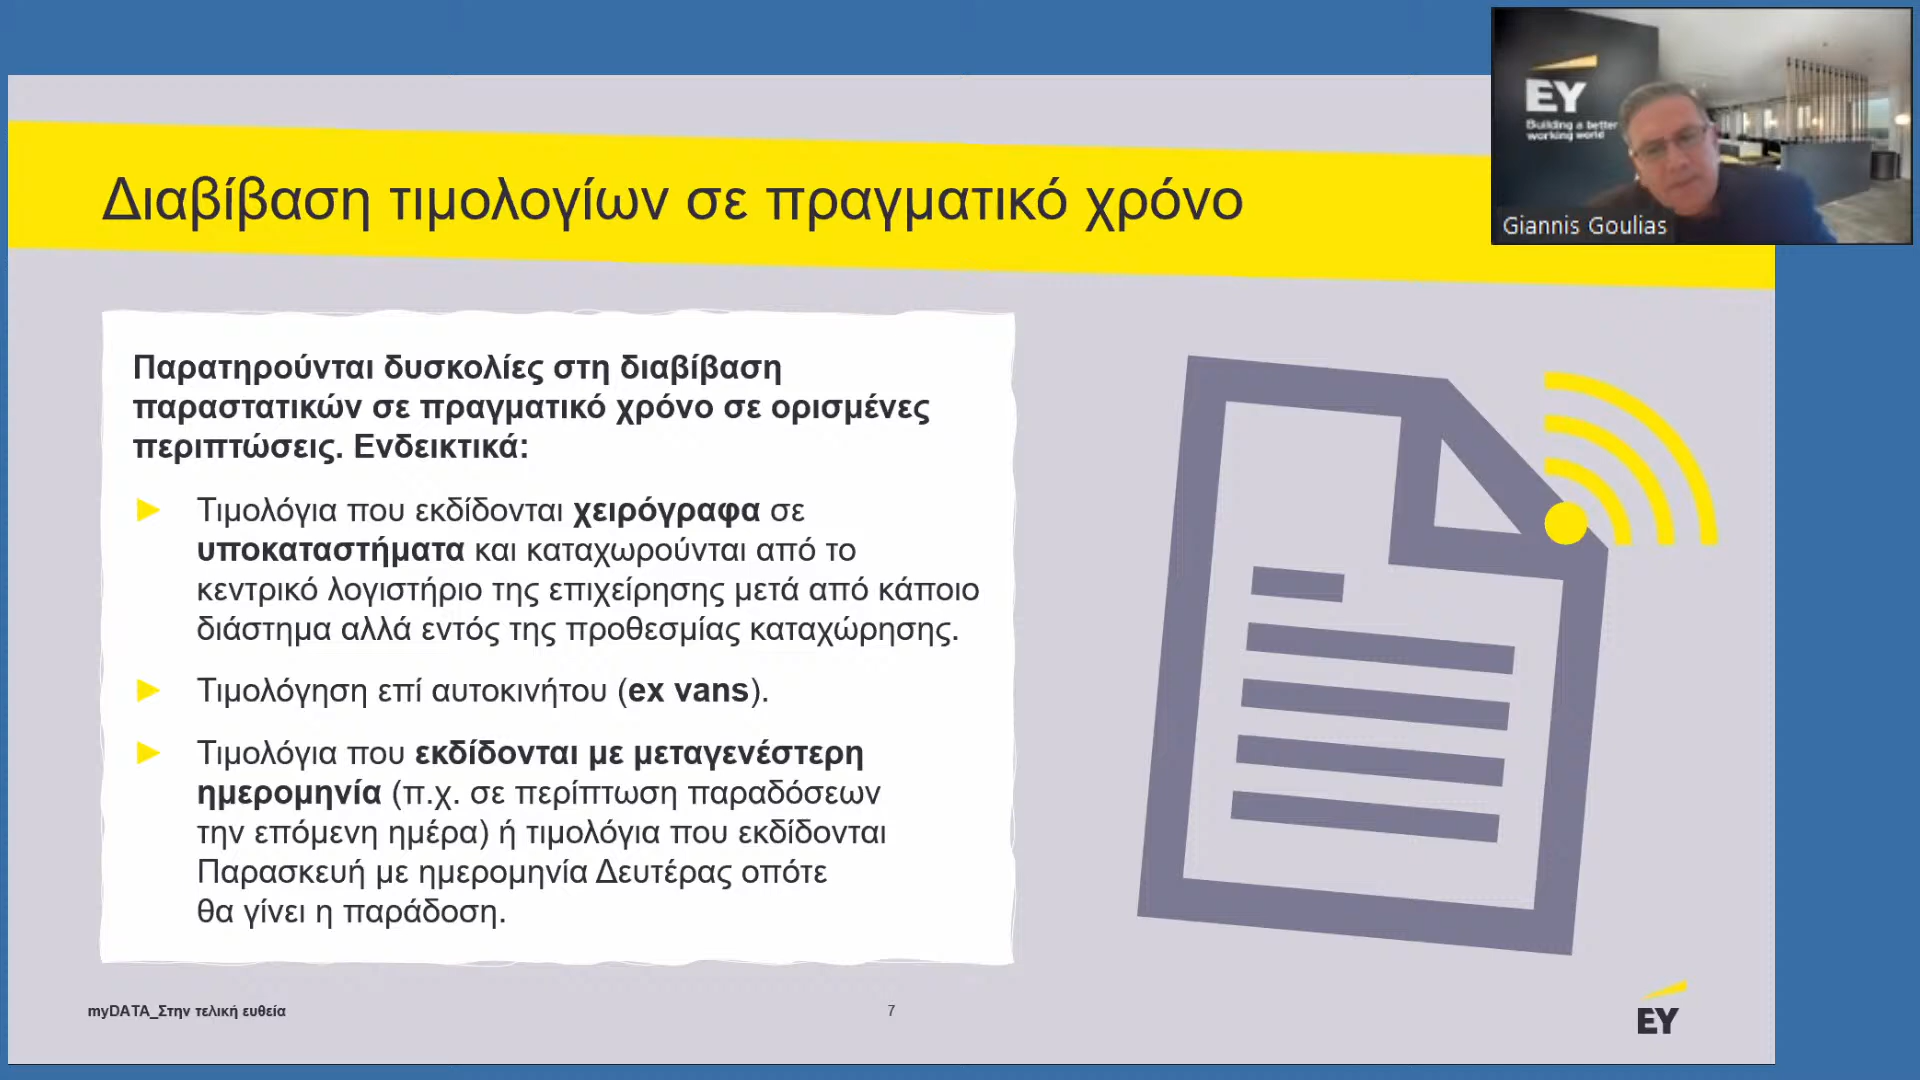 EY
Building a better
working world
Giannis Goulias
Διαβίβαση τιμολογίων σε πραγματικό χρόνο
Παρατηρούνται δυσκολίες στη διαβίβαση
παραστατικών σε πραγματικό χρόνο σε ορισμένες
περιπτώσεις. Ενδεικτικά:
Τιμολόγια που εκδίδονται χειρόγραφα σε
υποκαταστήματα και καταχωρούνται από το
κεντρικό λογιστήριο της επιχείρησης μετά από κάποιο
διάστημα αλλά εντός της προθεσμίας καταχώρησης.
Τιμολόγηση επί αυτοκινήτου (ex vans).
Τιμολόγια που εκδίδονται με μεταγενέστερη
ημερομηνία (π.χ. σε περίπτωση παραδόσεων
την επόμενη ημέρα) ή τιμολόγια που εκδίδονται
Παρασκευή με ημερομηνία Δευτέρας οπότε
θα γίνει η παράδοση.
myDATA_Στην τελική ευθεία
7
EY